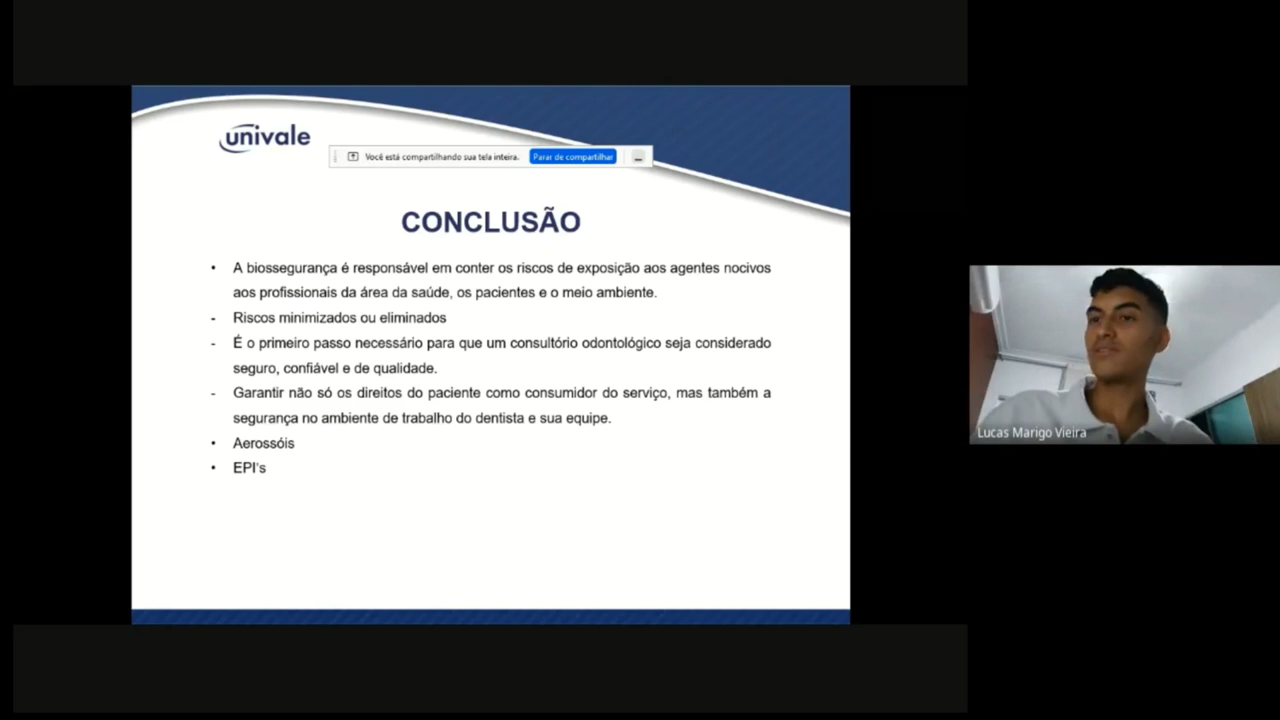 univale
Você está compartilhando sua tela inteira. Parar de compartilhar
CONCLUSÃO
• A biossegurança é responsável em conter os riscos de exposição aos agentes nocivos
aos profissionais da área da saúde, os pacientes e o meio ambiente.
- Riscos minimizados ou eliminados
- É o primeiro passo necessário para que um consultório odontológico seja considerado
seguro, confiável e de qualidade.
- Garantir não só os direitos do paciente como consumidor do serviço, mas também a
segurança no ambiente de trabalho do dentista e sua equipe.
• Aerossóis
• EPI's
Lucas Marigo Vieira